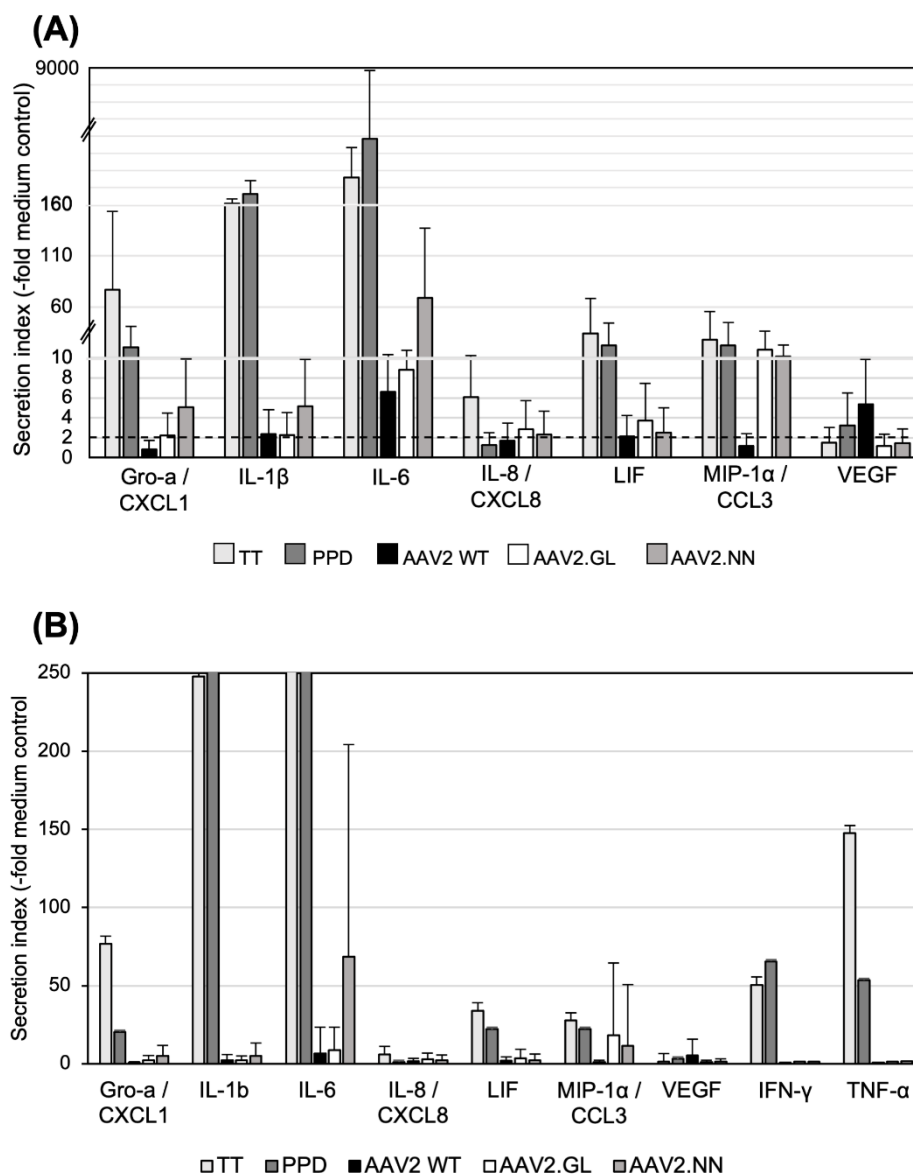 (A)
Secretion index (-fold medium control)
9000
160
110
60
10
8
6
4
2
0
Gro-a / CXCL1
IL-1β
IL-6
IL-8 / CXCL8
LIF
MIP-1α / CCL3
VEGF
TT PPD AAV2 WT AAV2.GL AAV2.NN
(B)
Secretion index (-fold medium control)
250
200
150
100
50
0
Gro-a / CXCL1
IL-1b
IL-6
IL-8 / CXCL8
LIF
MIP-1α / CCL3
VEGF
IFN-γ
TNF-α
TT PPD AAV2 WT AAV2.GL AAV2.NN